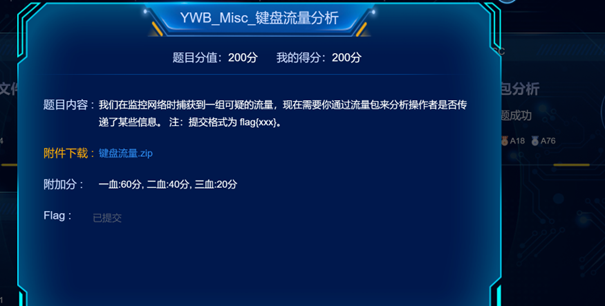 YWB_Misc_键盘流量分析
题目分值：200分 我的得分：200分
题目内容：我们在监控网络时捕获到一组可疑的流量，现在需要你通过流量包来分析操作者是否传
递了某些信息。 注：提交格式为 flag{xxx}。
附件下载：键盘流量.zip
附加分： 一血:60分, 二血:40分, 三血:20分
Flag： 已提交
文件
包分析
题成功
A18 A76